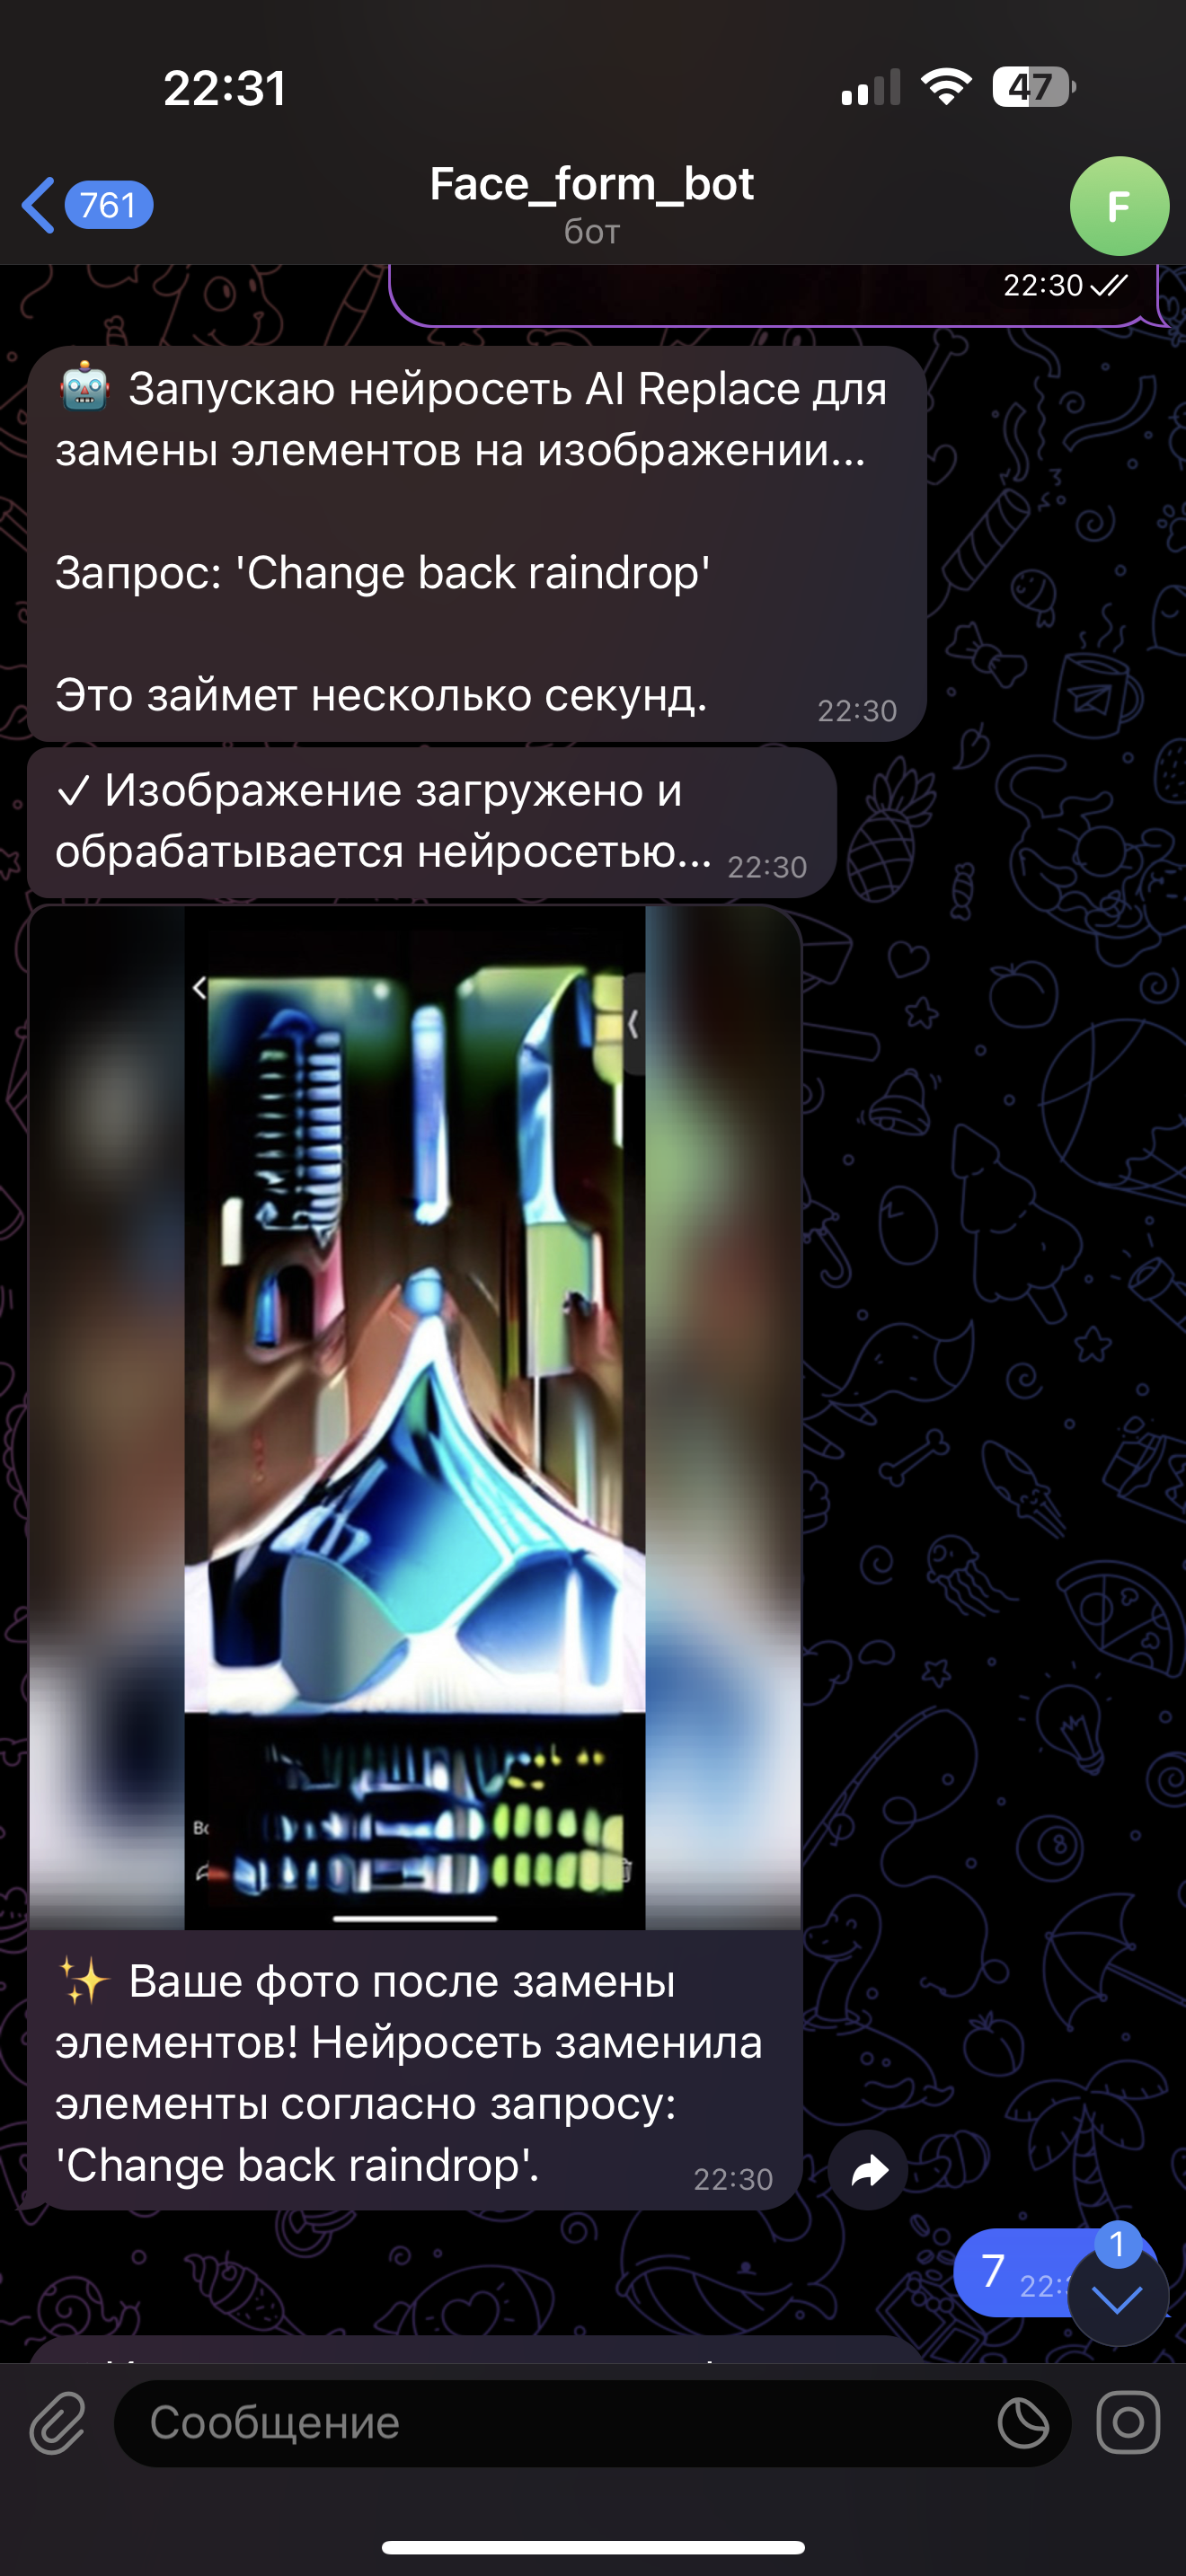 22:31
47
761
Face_form_bot
бот
F
22:30
Запускаю нейросеть AI Replace для
замены элементов на изображении...
Запрос: 'Change back raindrop'
Это займет несколько секунд.
22:30
✓ Изображение загружено и
обрабатывается нейросетью...
22:30
Ваше фото после замены
элементов! Нейросеть заменила
элементы согласно запросу:
'Change back raindrop'.
22:30
7
1
Сообщение